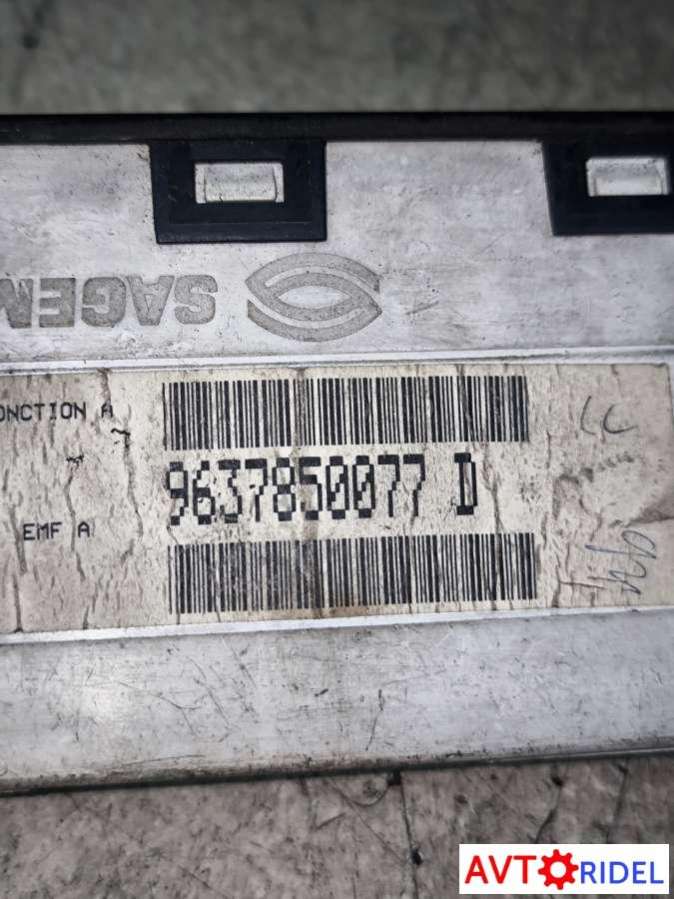 SAGEM
ONCTION A
9637850077 D
EMF A
AVTORIDEL